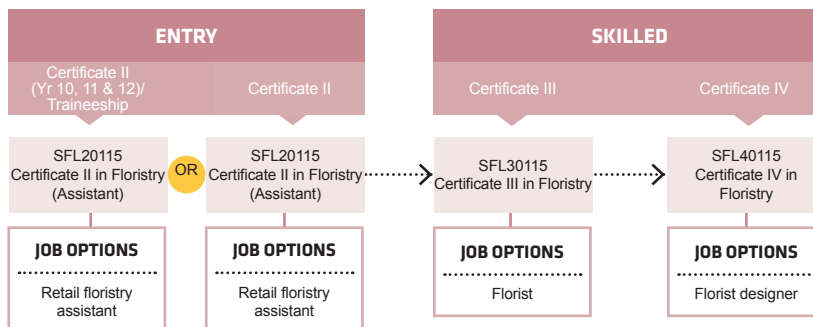 ENTRY
SKILLED
Certificate II
(Yr 10, 11 & 12)/
Traineeship
Certificate II
Certificate III
Certificate IV
SFL20115
Certificate II in Floristry
(Assistant)
OR
SFL20115
Certificate II in Floristry
(Assistant)
SFL30115
Certificate III in Floristry
SFL40115
Certificate IV in
Floristry
JOB OPTIONS
Retail floristry
assistant
JOB OPTIONS
Retail floristry
assistant
JOB OPTIONS
Florist
JOB OPTIONS
Florist designer